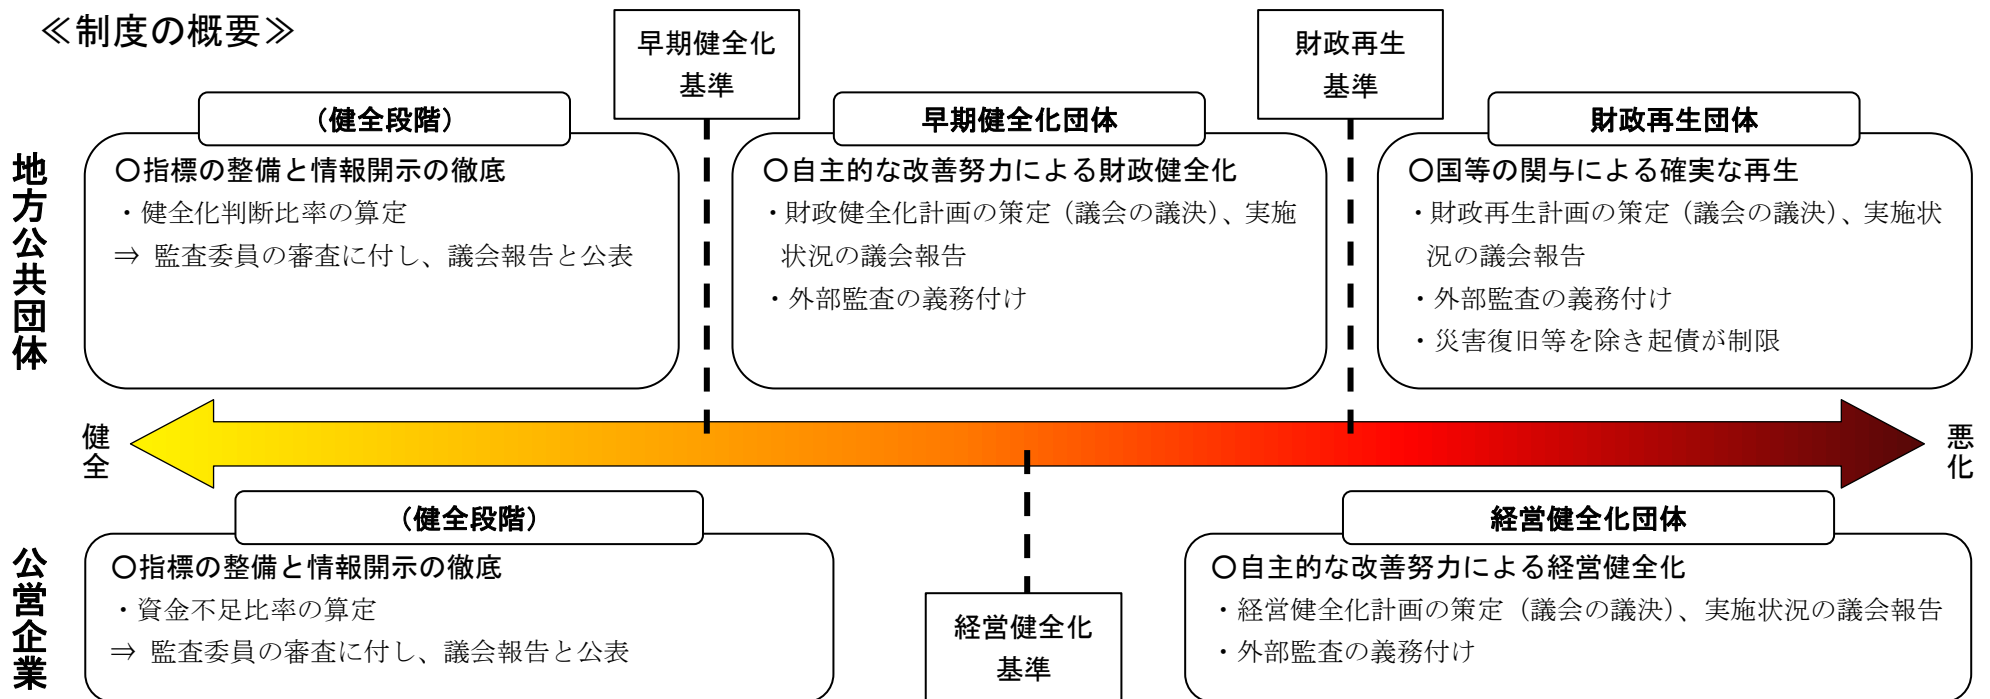 ≪制度の概要≫
早期健全化
基準
財政再生
基準
地方公共団体
（健全段階）
〇指標の整備と情報開示の徹底
・健全化判断比率の算定
⇒ 監査委員の審査に付し、議会報告と公表
早期健全化団体
〇自主的な改善努力による財政健全化
・財政健全化計画の策定（議会の議決）、実施
状況の議会報告
・外部監査の義務付け
財政再生団体
〇国等の関与による確実な再生
・財政再生計画の策定（議会の議決）、実施状
況の議会報告
・外部監査の義務付け
・災害復旧等を除き起債が制限
健全
悪化
公営企業
（健全段階）
〇指標の整備と情報開示の徹底
・資金不足比率の算定
⇒ 監査委員の審査に付し、議会報告と公表
経営健全化
基準
経営健全化団体
〇自主的な改善努力による経営健全化
・経営健全化計画の策定（議会の議決）、実施状況の議会報告
・外部監査の義務付け